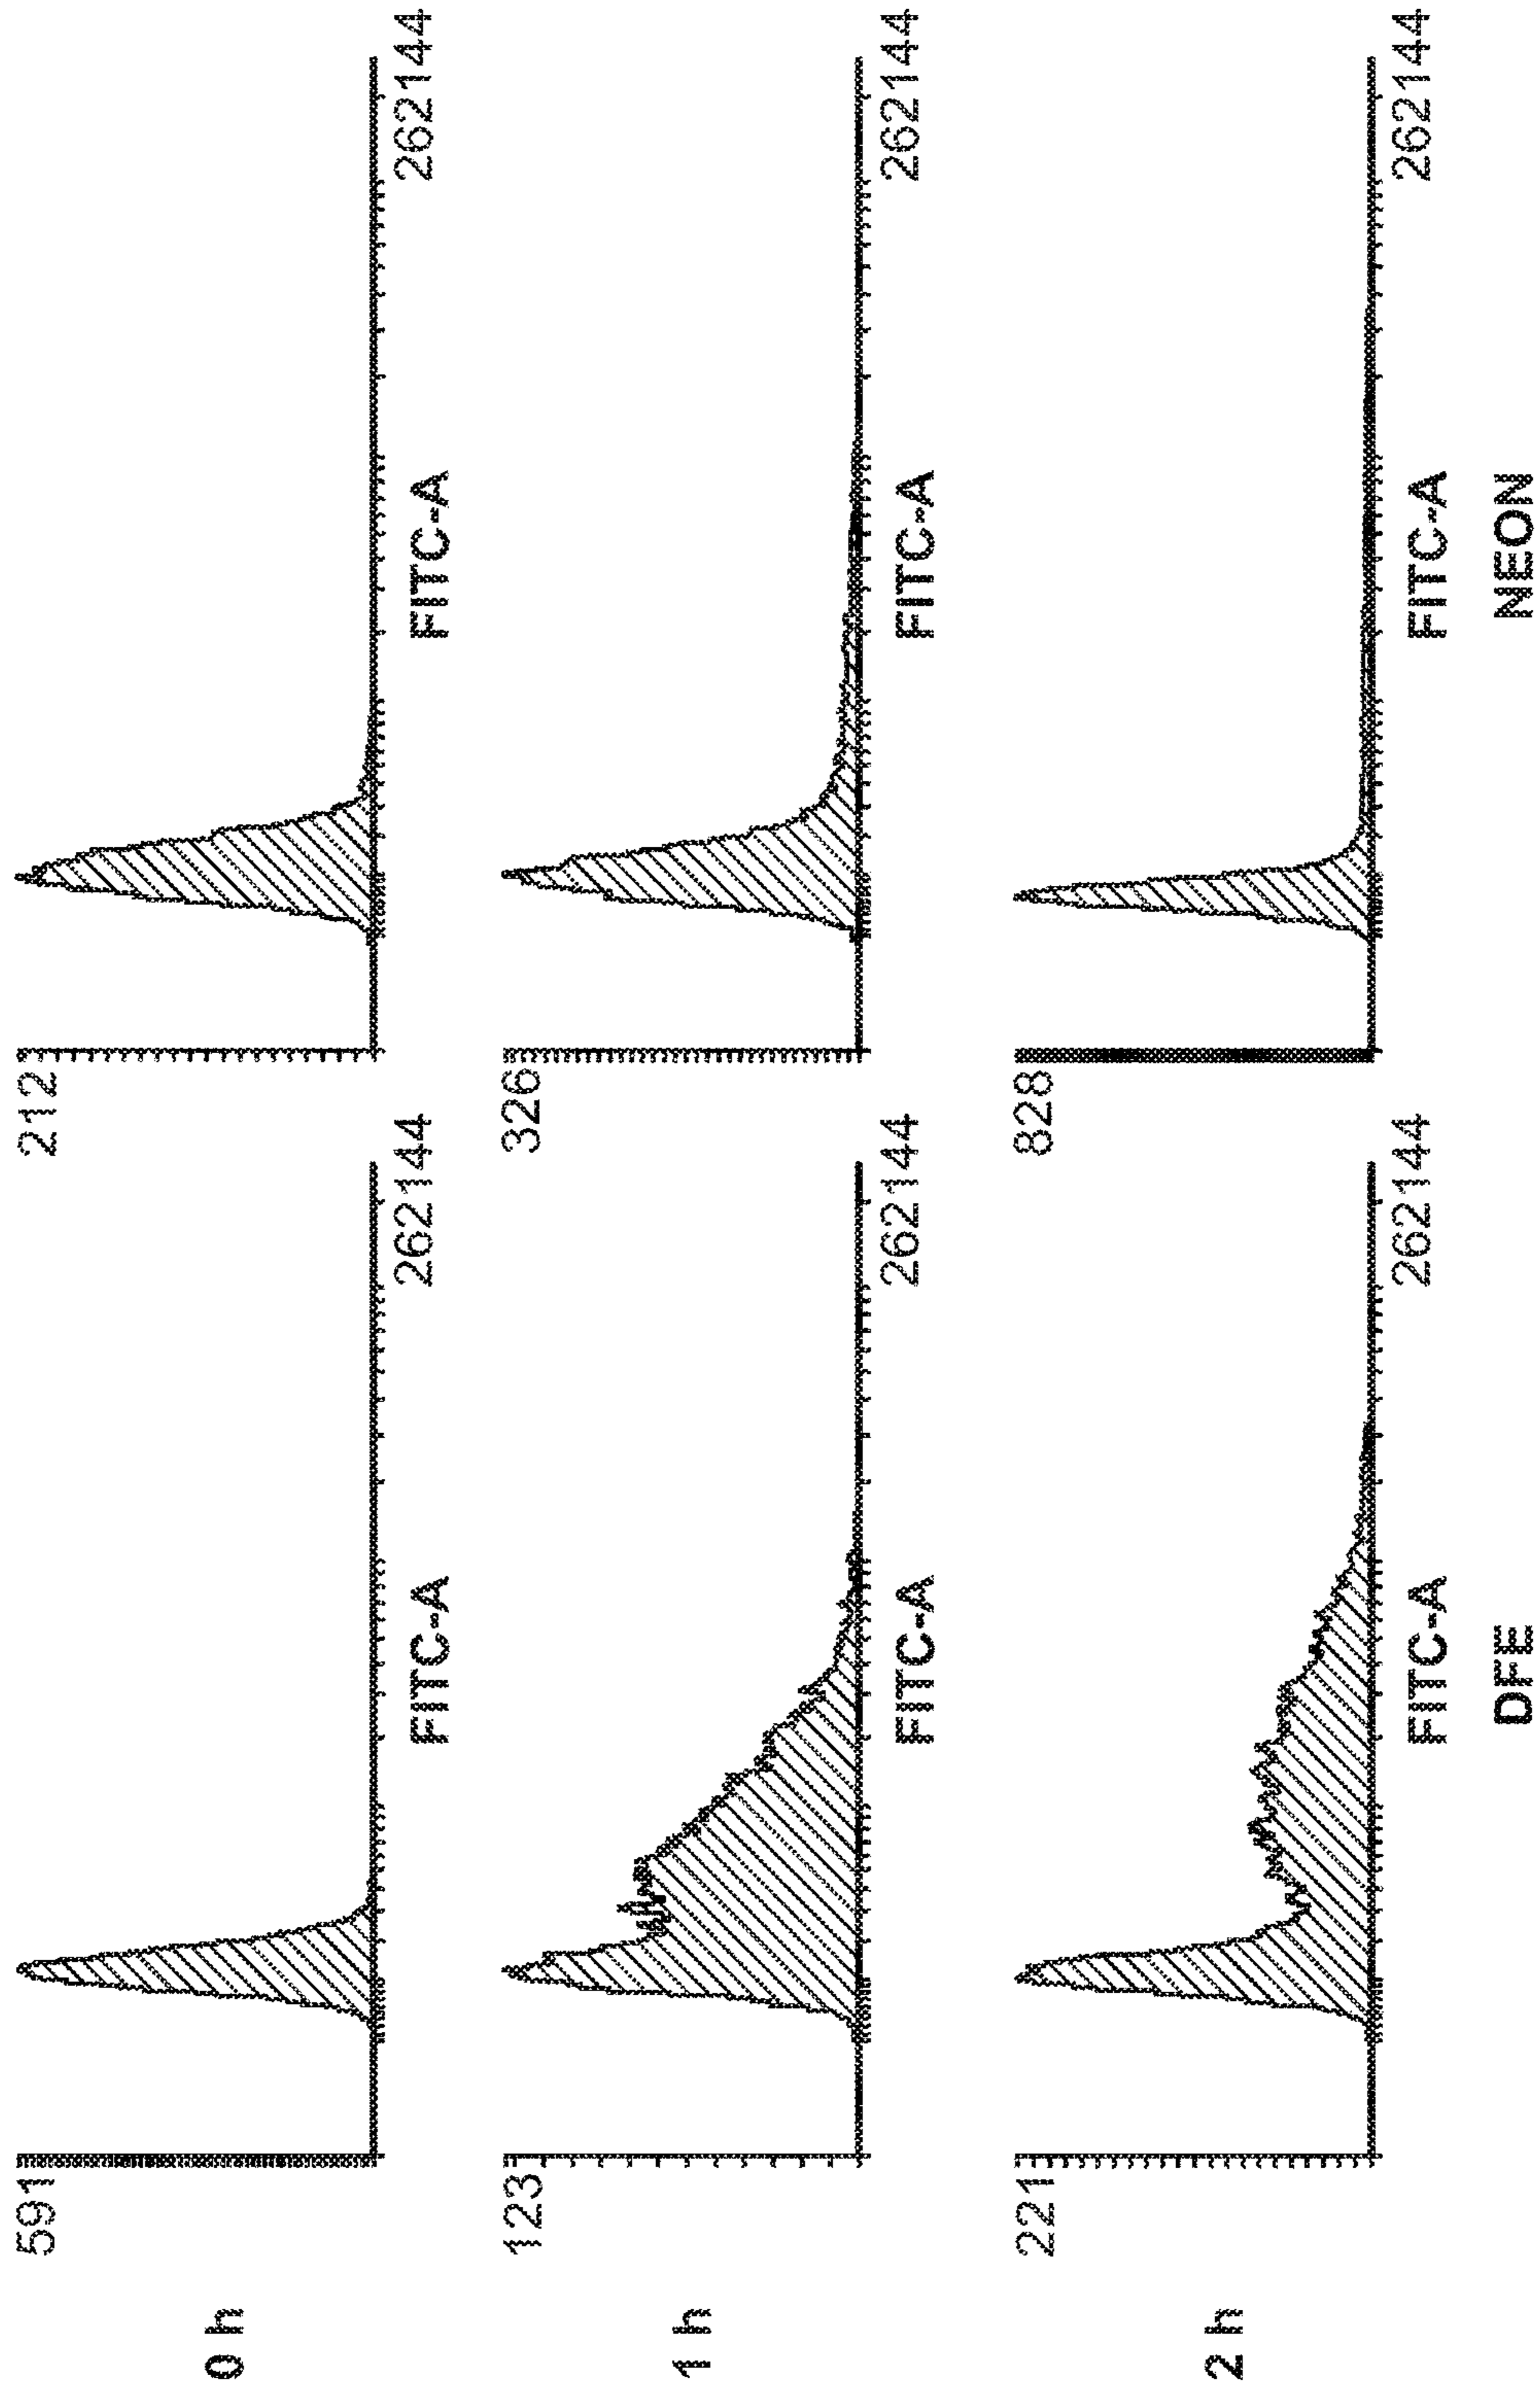 591
212
262144
262144
0 h
FITC-A
FITC-A
123
326
262144
262144
1 h
FITC-A
FITC-A
221
828
262144
262144
2 h
FITC-A
FITC-A
DFE
NEON